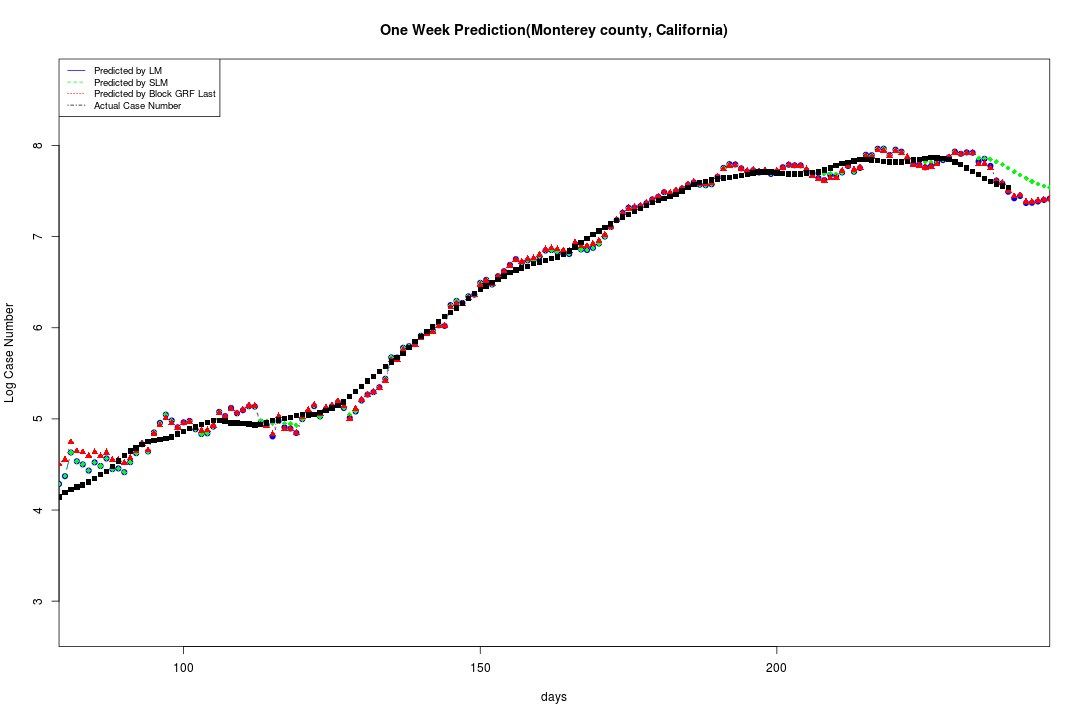 One Week Prediction(Monterey county, California)
Predicted by LM
Predicted by SLM
Predicted by Block GRF Last
Actual Case Number
8
7
6
5
4
3
Log Case Number
100 150 200
days